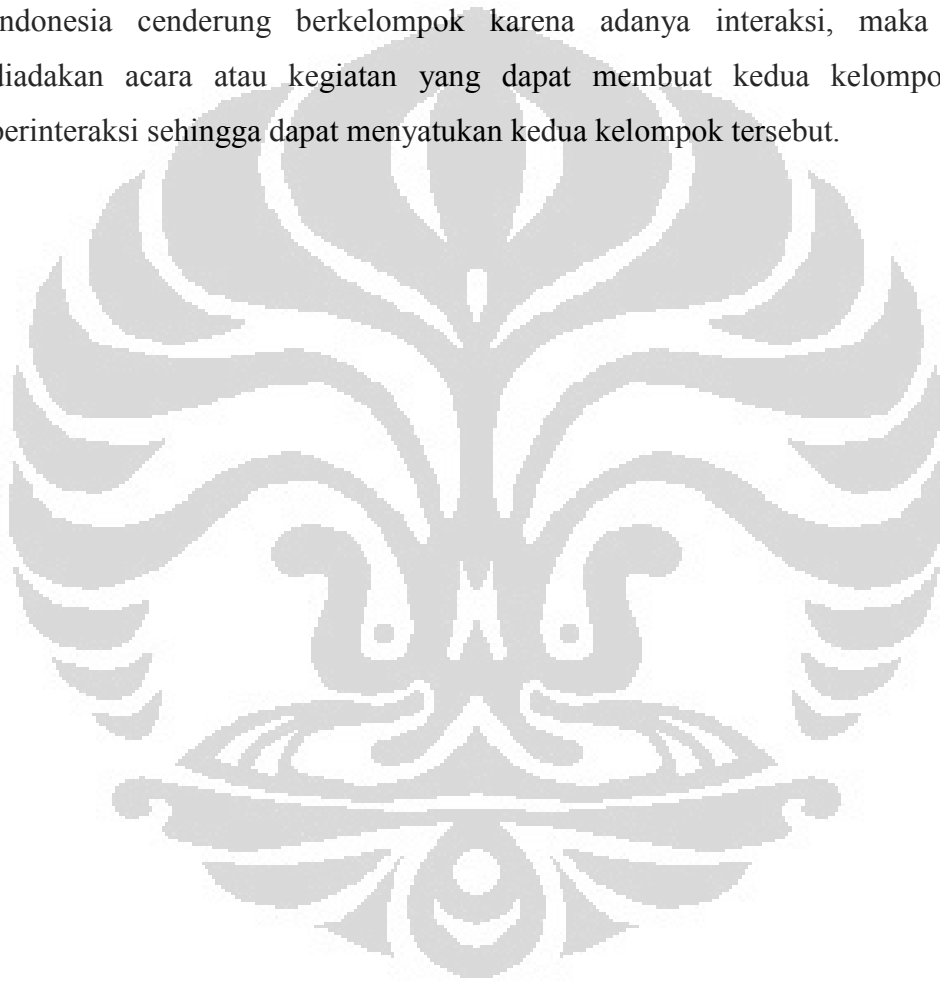 ndonesia cenderung berkelompok karena adanya interaksi, maka
diadakan acara atau kegiatan yang dapat membuat kedua kelompo
berinteraksi sehingga dapat menyatukan kedua kelompok tersebut.